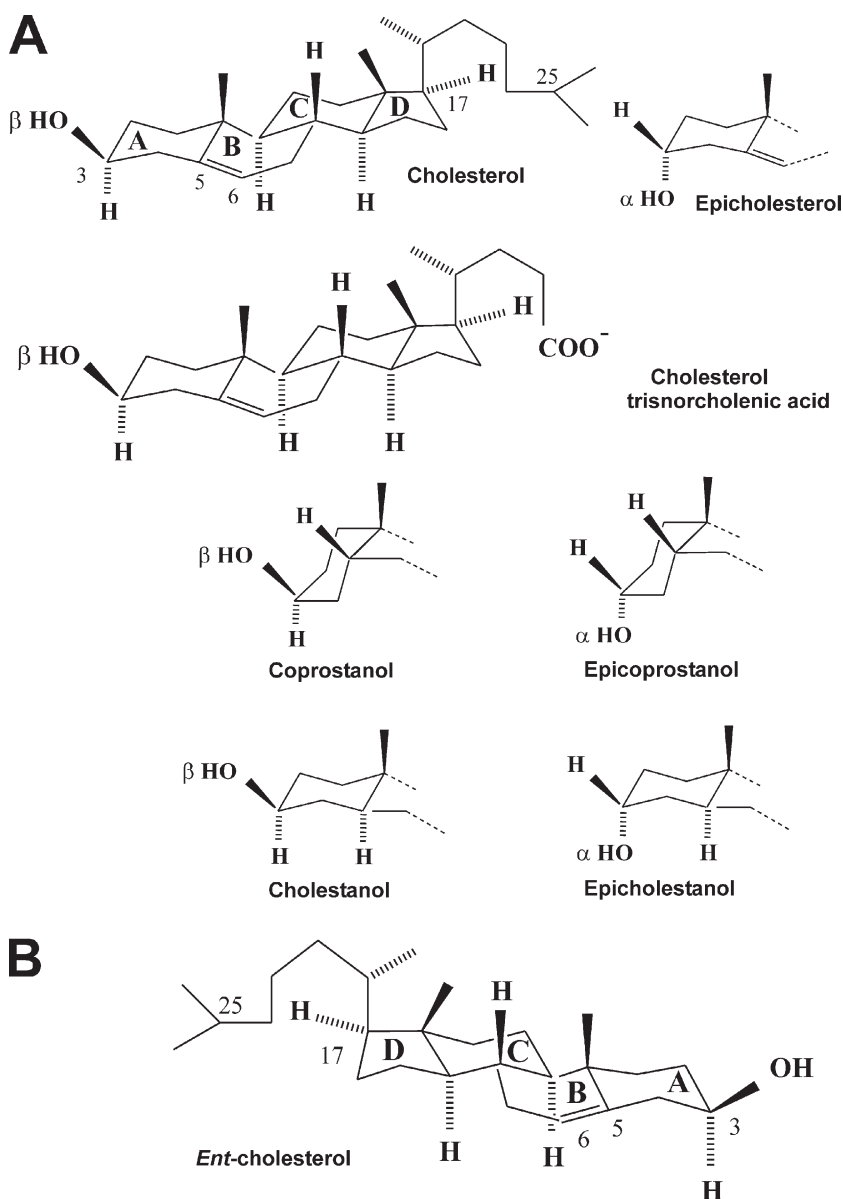 A
H
H
25
β HO
A
B
C
D
17
H
3
5
6
H
H
H
Cholesterol
α HO
Epicholesterol
H
H
β HO
COO-
Cholesterol
trisnorcholenic acid
H
H
H
H
β HO
H
Coprostanol
H
H
α HO
Epicoprostanol
β HO
H
H
Cholestanol
H
α HO
H
Epicholestanol
B
25
H
H
17
D
C
B
A
OH
6
5
3
H
H
H
Ent-cholesterol